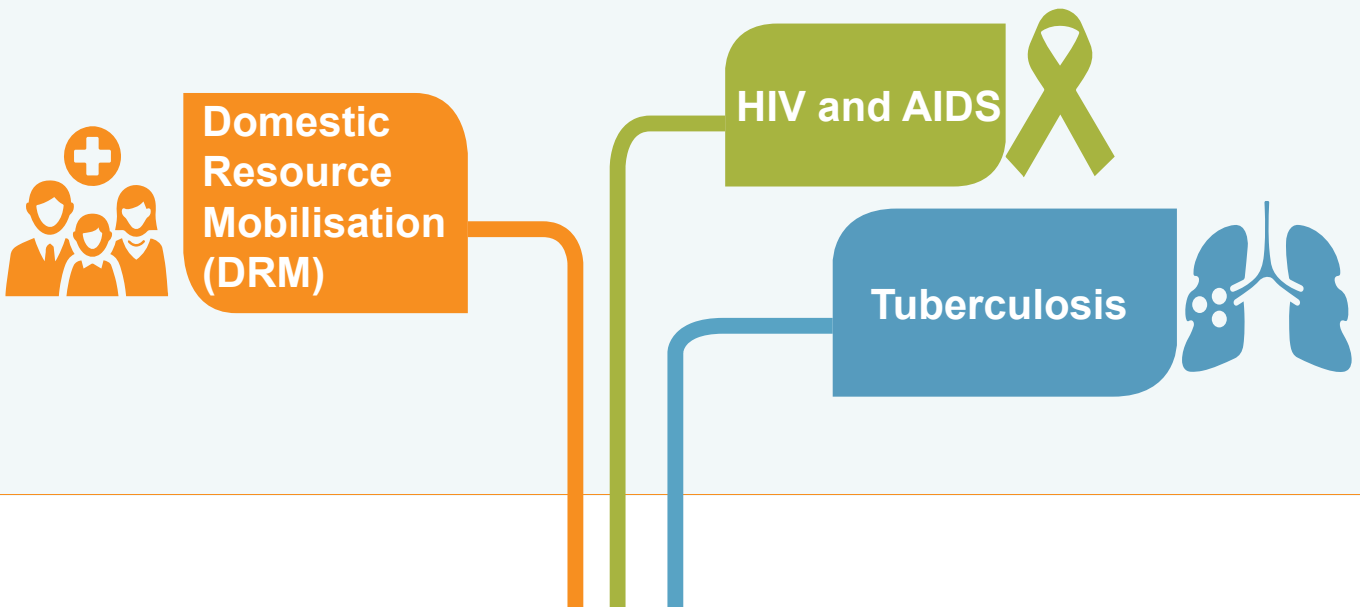 Domestic
Resource
Mobilisation
(DRM)
HIV and AIDS
Tuberculosis